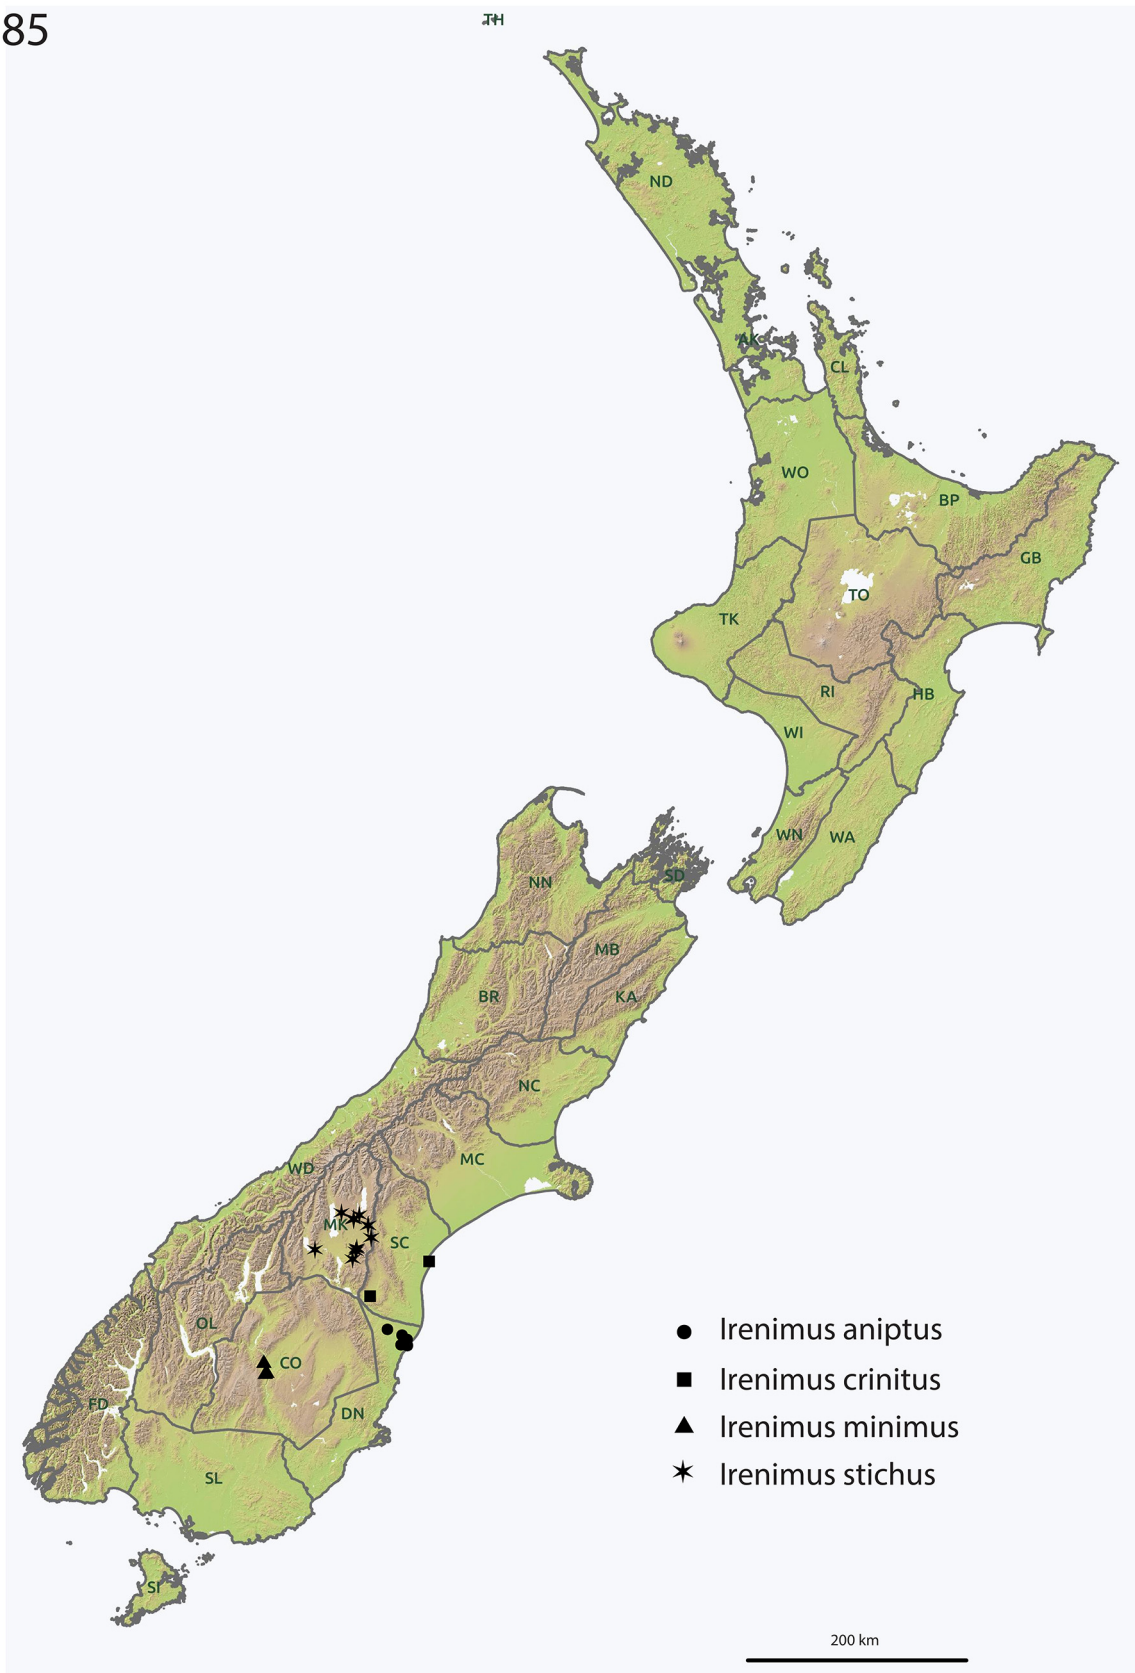 85
TH
ND
AK
CL
WO
BP
GB
TO
TK
RI
HB
WI
WN
WA
SD
NN
MB
BR
KA
NC
MC
WD
MK
SC
OL
CO
FD
DN
SL
SI
Irenimus aniptus
Irenimus crinitus
Irenimus minimus
Irenimus stichus
200 km